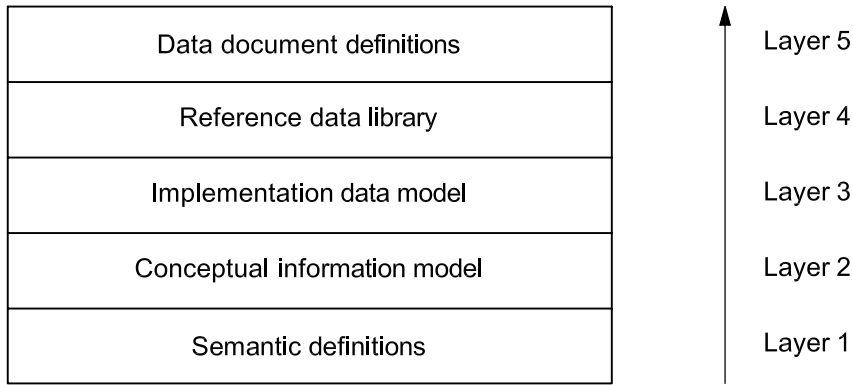 Data document definitions Layer 5
Reference data library Layer 4
Implementation data model Layer 3
Conceptual information model Layer 2
Semantic definitions Layer 1